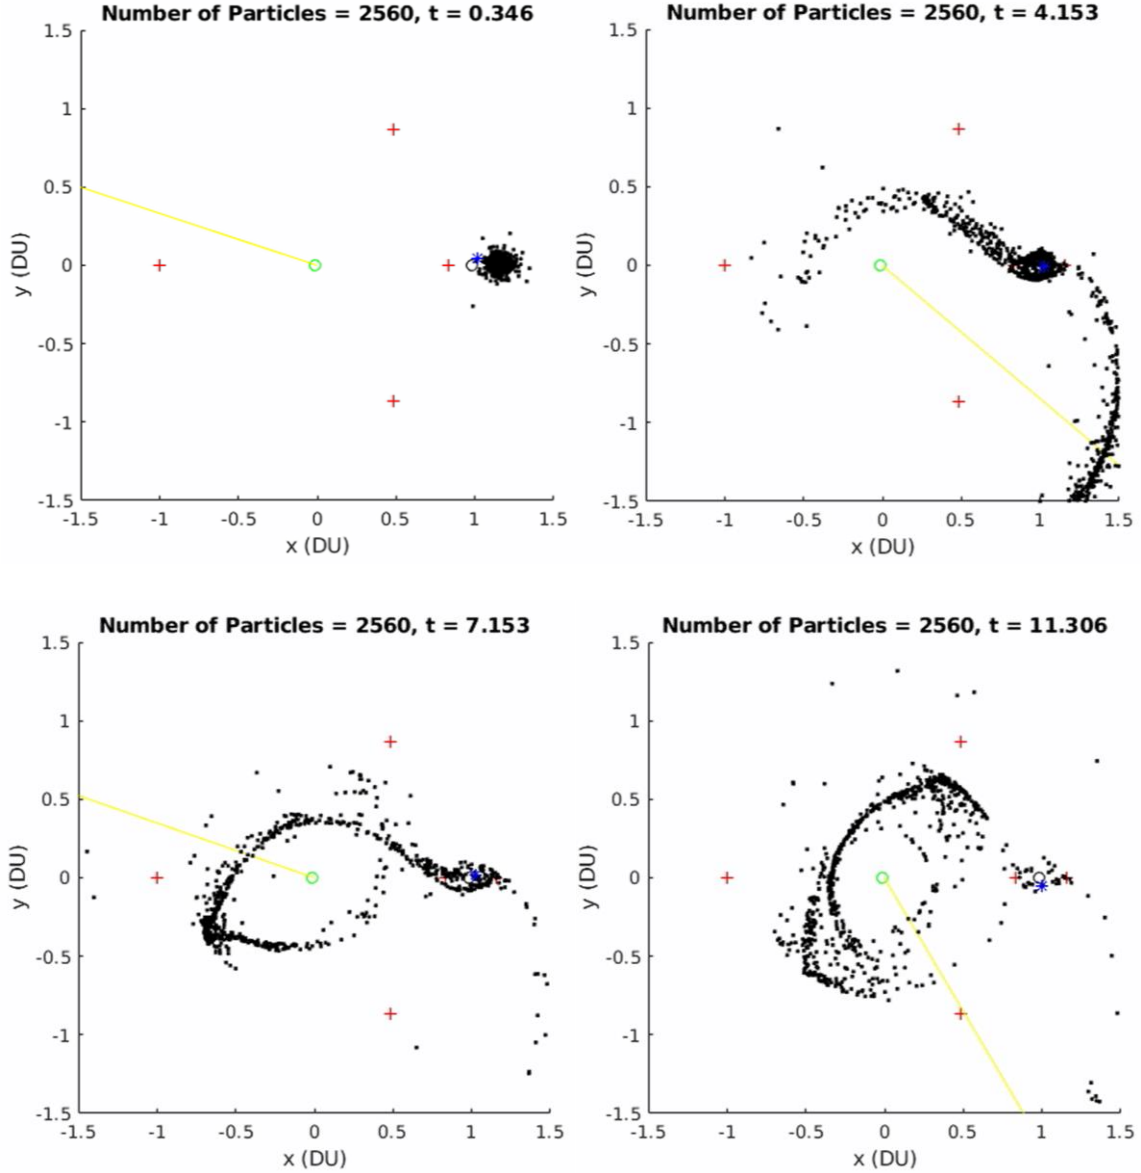 Number of Particles = 2560, t = 0.346
1.5
1
0.5
0
-0.5
-1
-1.5
y (DU)
-1.5 -1 -0.5 0 0.5 1 1.5
x (DU)
Number of Particles = 2560, t = 4.153
1.5
1
0.5
0
-0.5
-1
-1.5
y (DU)
-1.5 -1 -0.5 0 0.5 1 1.5
x (DU)
Number of Particles = 2560, t = 7.153
1.5
1
0.5
0
-0.5
-1
-1.5
y (DU)
-1.5 -1 -0.5 0 0.5 1 1.5
x (DU)
Number of Particles = 2560, t = 11.306
1.5
1
0.5
0
-0.5
-1
-1.5
y (DU)
-1.5 -1 -0.5 0 0.5 1 1.5
x (DU)